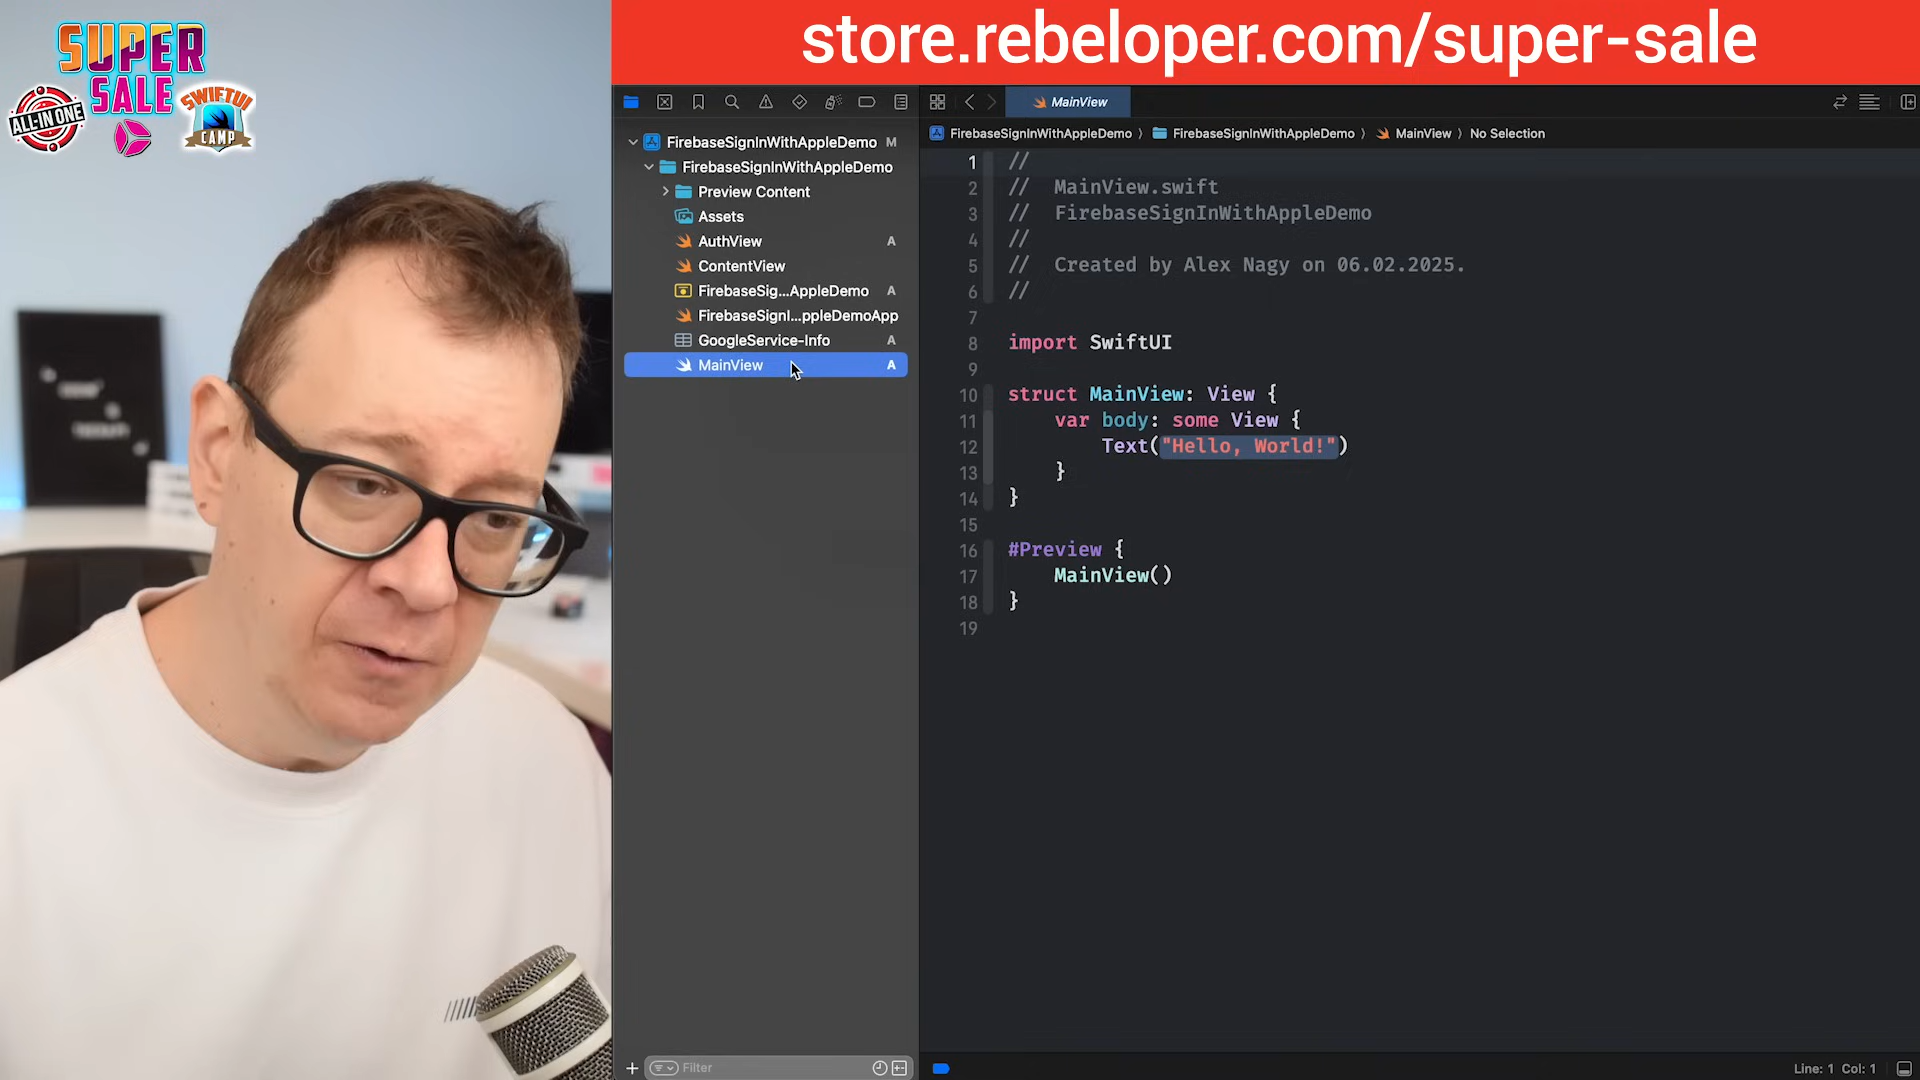 SUPER
SALE
ALL-IN-ONE
SWIFTUI
CAMP
store.rebeloper.com/super-sale
FirebaseSignInWithAppleDemo M
FirebaseSignInWithAppleDemo
Preview Content
Assets
AuthView A
ContentView
FirebaseSig...AppleDemo A
FirebaseSignI...ppleDemoApp
GoogleService-Info A
MainView A
Filter
MainView
FirebaseSignInWithAppleDemo 〉 FirebaseSignInWithAppleDemo 〉 MainView 〉 No Selection
1 //
2 // MainView.swift
3 // FirebaseSignInWithAppleDemo
4 //
5 // Created by Alex Nagy on 06.02.2025.
6 //
7
8 import SwiftUI
9
10 struct MainView: View {
11 var body: some View {
12 Text("Hello, World!")
13 }
14 }
15
16 #Preview {
17 MainView()
18 }
19
Line: 1 Col: 1